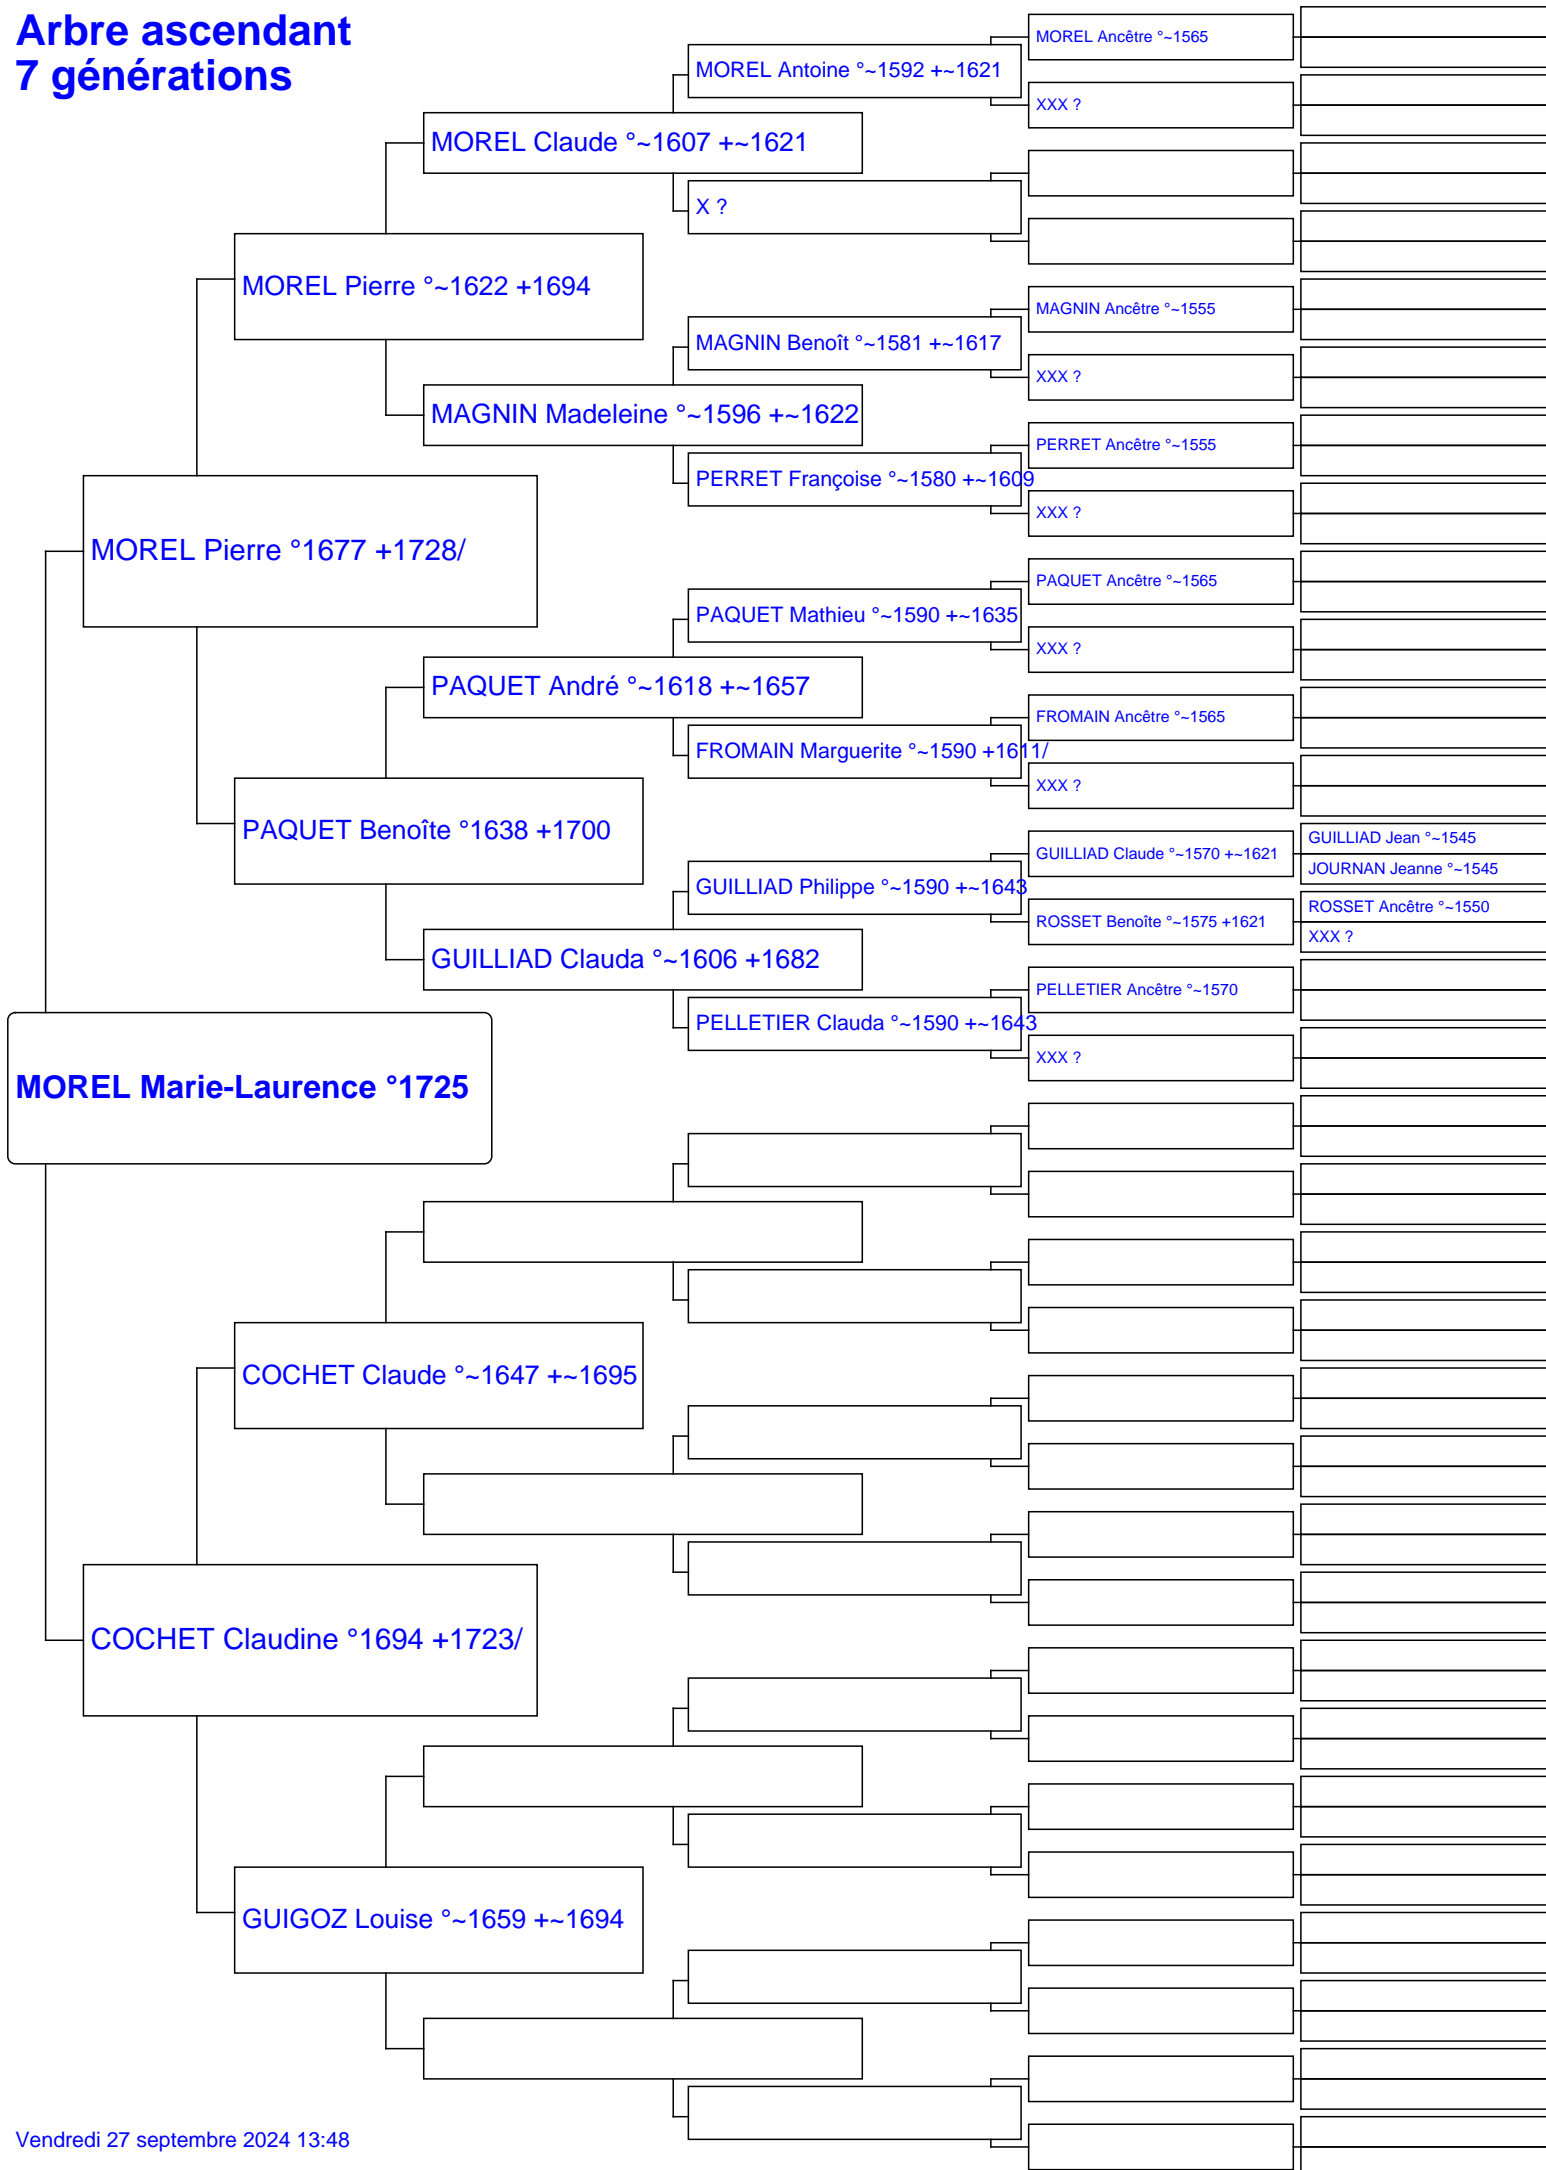 Arbre ascendant
7 générations
MOREL Ancêtre °~1565
MOREL Antoine °~1592 +~1621
XXX ?
MOREL Claude °~1607 +~1621
X ?
MOREL Pierre °~1622 +1694
MAGNIN Ancêtre °~1555
MAGNIN Benoît °~1581 +~1617
XXX ?
MAGNIN Madeleine °~1596 +~1622
PERRET Ancêtre °~1555
PERRET Françoise °~1580 +~1609
XXX ?
MOREL Pierre °1677 +1728/
PAQUET Ancêtre °~1565
PAQUET Mathieu °~1590 +~1635
XXX ?
PAQUET André °~1618 +~1657
FROMAIN Ancêtre °~1565
FROMAIN Marguerite °~1590 +1611/
XXX ?
PAQUET Benoîte °1638 +1700
GUILLIAD Jean °~1545
GUILLIAD Claude °~1570 +~1621
JOURNAN Jeanne °~1545
GUILLIAD Philippe °~1590 +~1643
ROSSET Ancêtre °~1550
ROSSET Benoîte °~1575 +1621
XXX ?
GUILLIAD Clauda °~1606 +1682
PELLETIER Ancêtre °~1570
PELLETIER Clauda °~1590 +~1643
XXX ?
MOREL Marie-Laurence °1725
COCHET Claude °~1647 +~1695
COCHET Claudine °1694 +1723/
GUIGOZ Louise °~1659 +~1694
Vendredi 27 septembre 2024 13:48